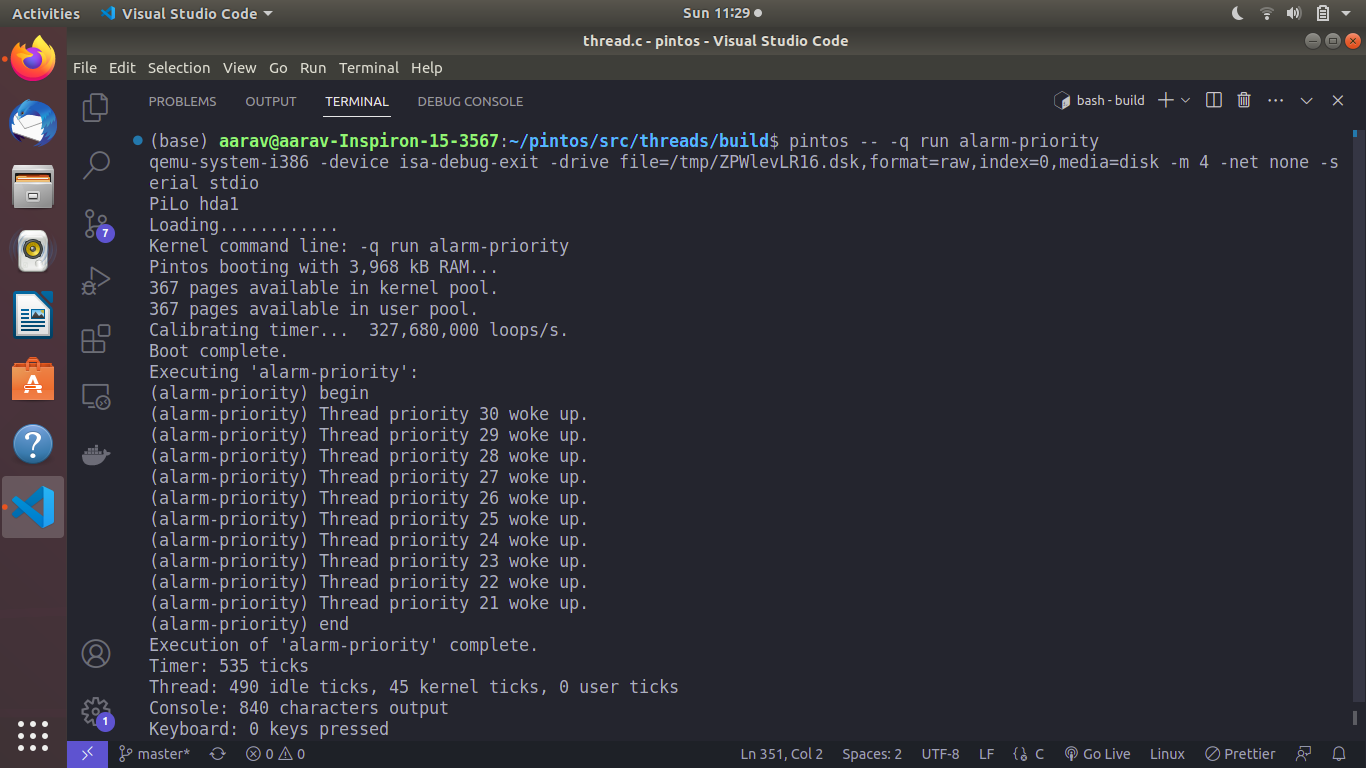 Activities Visual Studio Code Sun 11:29
thread.c - pintos - Visual Studio Code
File Edit Selection View Go Run Terminal Help
PROBLEMS OUTPUT TERMINAL DEBUG CONSOLE bash - build
(base) aarav@aarav-Inspiron-15-3567:~/pintos/src/threads/build$ pintos -- -q run alarm-priority
qemu-system-i386 -device isa-debug-exit -drive file=/tmp/ZPWlevLR16.dsk,format=raw,index=0,media=disk -m 4 -net none -s
erial stdio
PiLo hda1
Loading............
Kernel command line: -q run alarm-priority
Pintos booting with 3,968 kB RAM...
367 pages available in kernel pool.
367 pages available in user pool.
Calibrating timer...  327,680,000 loops/s.
Boot complete.
Executing 'alarm-priority':
(alarm-priority) begin
(alarm-priority) Thread priority 30 woke up.
(alarm-priority) Thread priority 29 woke up.
(alarm-priority) Thread priority 28 woke up.
(alarm-priority) Thread priority 27 woke up.
(alarm-priority) Thread priority 26 woke up.
(alarm-priority) Thread priority 25 woke up.
(alarm-priority) Thread priority 24 woke up.
(alarm-priority) Thread priority 23 woke up.
(alarm-priority) Thread priority 22 woke up.
(alarm-priority) Thread priority 21 woke up.
(alarm-priority) end
Execution of 'alarm-priority' complete.
Timer: 535 ticks
Thread: 490 idle ticks, 45 kernel ticks, 0 user ticks
Console: 840 characters output
Keyboard: 0 keys pressed
7
1
master* 0 0 Ln 351, Col 2 Spaces: 2 UTF-8 LF C Go Live Linux Prettier